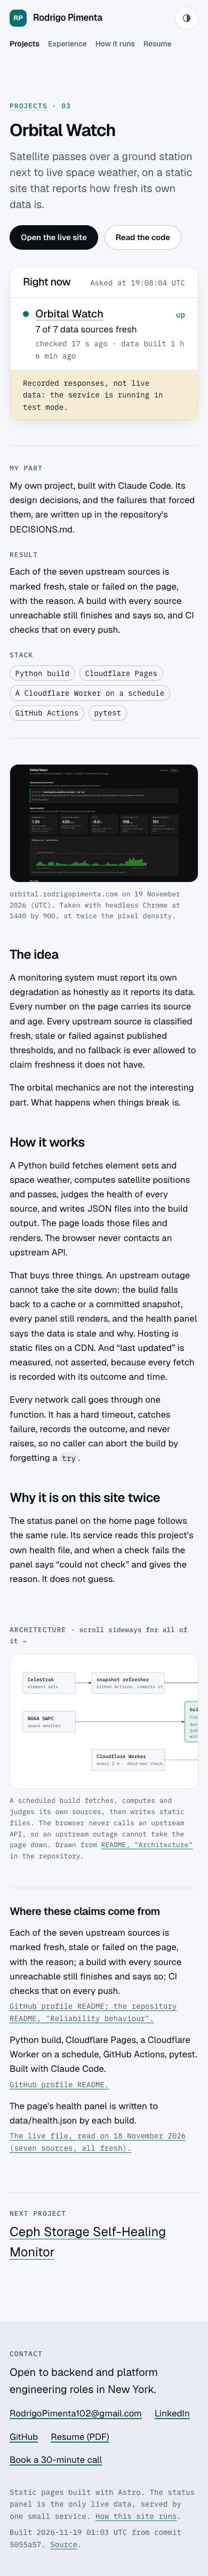 RP Rodrigo Pimenta
Projects Experience How it runs Resume
PROJECTS · 03
Orbital Watch
Satellite passes over a ground station
next to live space weather, on a static
site that reports how fresh its own
data is.
Open the live site Read the code
Right now Asked at 19:08:04 UTC
Orbital Watch up
7 of 7 data sources fresh
checked 17 s ago · data built 1 h
6 min ago
Recorded responses, not live
data: the service is running in
test mode.
MY PART
My own project, built with Claude Code. Its
design decisions, and the failures that forced
them, are written up in the repository's
DECISIONS.md.
RESULT
Each of the seven upstream sources is
marked fresh, stale or failed on the page,
with the reason. A build with every source
unreachable still finishes and says so, and CI
checks that on every push.
STACK
Python build Cloudflare Pages
A Cloudflare Worker on a schedule
GitHub Actions pytest
orbital.rodrigopimenta.com on 19 November
2026 (UTC). Taken with headless Chrome at
1440 by 900, at twice the pixel density.
The idea
A monitoring system must report its own
degradation as honestly as it reports its data.
Every number on the page carries its source
and age. Every upstream source is classified
fresh, stale or failed against published
thresholds, and no fallback is ever allowed to
claim freshness it does not have.
The orbital mechanics are not the interesting
part. What happens when things break is.
How it works
A Python build fetches element sets and
space weather, computes satellite positions
and passes, judges the health of every
source, and writes JSON files into the build
output. The page loads those files and
renders. The browser never contacts an
upstream API.
That buys three things. An upstream outage
cannot take the site down: the build falls
back to a cache or a committed snapshot,
every panel still renders, and the health panel
says the data is stale and why. Hosting is
static files on a CDN. And “last updated” is
measured, not asserted, because every fetch
is recorded with its outcome and time.
Every network call goes through one
function. It has a hard timeout, catches
failure, records the outcome, and never
raises, so no caller can abort the build by
forgetting a try.
Why it is on this site twice
The status panel on the home page follows
the same rule. Its service reads this project’s
own health file, and when a check fails the
panel says “could not check” and gives the
reason. It does not guess.
ARCHITECTURE · scroll sideways for all of
it →
Celestrak
element sets
snapshot refresher
GitHub Actions, commits it
NOAA SWPC
space weather
Cloudflare Worker
every 2 h · dead-man check
A scheduled build fetches, computes and
judges its own sources, then writes static
files. The browser never calls an upstream
API, so an upstream outage cannot take the
page down. Drawn from README, "Architecture"
in the repository.
Where these claims come from
Each of the seven upstream sources is
marked fresh, stale or failed on the page,
with the reason; a build with every source
unreachable still finishes and says so; CI
checks that on every push.
GitHub profile README; the repository
README, "Reliability behaviour".
Python build, Cloudflare Pages, a Cloudflare
Worker on a schedule, GitHub Actions, pytest.
Built with Claude Code.
GitHub profile README.
The page's health panel is written to
data/health.json by each build.
The live file, read on 18 November 2026
(seven sources, all fresh).
NEXT PROJECT
Ceph Storage Self-Healing
Monitor
CONTACT
Open to backend and platform
engineering roles in New York.
RodrigoPimenta102@gmail.com LinkedIn
GitHub Resume (PDF)
Book a 30-minute call
Static pages built with Astro. The status
panel is the only live data, served by
one small service. How this site runs.
Built 2026-11-19 01:03 UTC from commit
5055a57. Source.